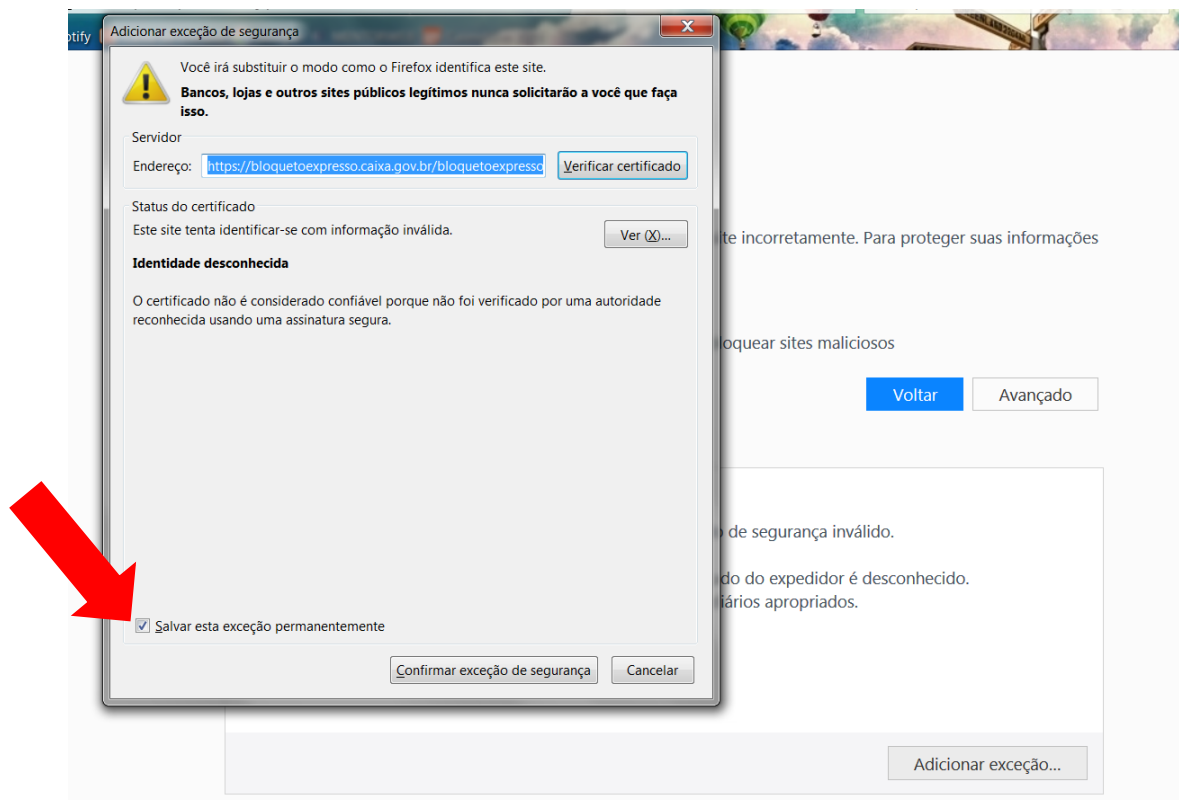 Adicionar exceção de segurança
Você irá substituir o modo como o Firefox identifica este site.
Bancos, lojas e outros sites públicos legítimos nunca solicitarão a você que faça
isso.
Servidor
Endereço: https://bloquetoexpresso.caixa.gov.br/bloquetoexpresso Verificar certificado
Status do certificado
Este site tenta identificar-se com informação inválida.
Ver (X)...
Identidade desconhecida
O certificado não é considerado confiável porque não foi verificado por uma autoridade
reconhecida usando uma assinatura segura.
Salvar esta exceção permanentemente
Confirmar exceção de segurança Cancelar
te incorretamente. Para proteger suas informações
oquear sites maliciosos
Voltar Avançado
de segurança inválido.
do do expedidor é desconhecido.
iários apropriados.
Adicionar exceção...